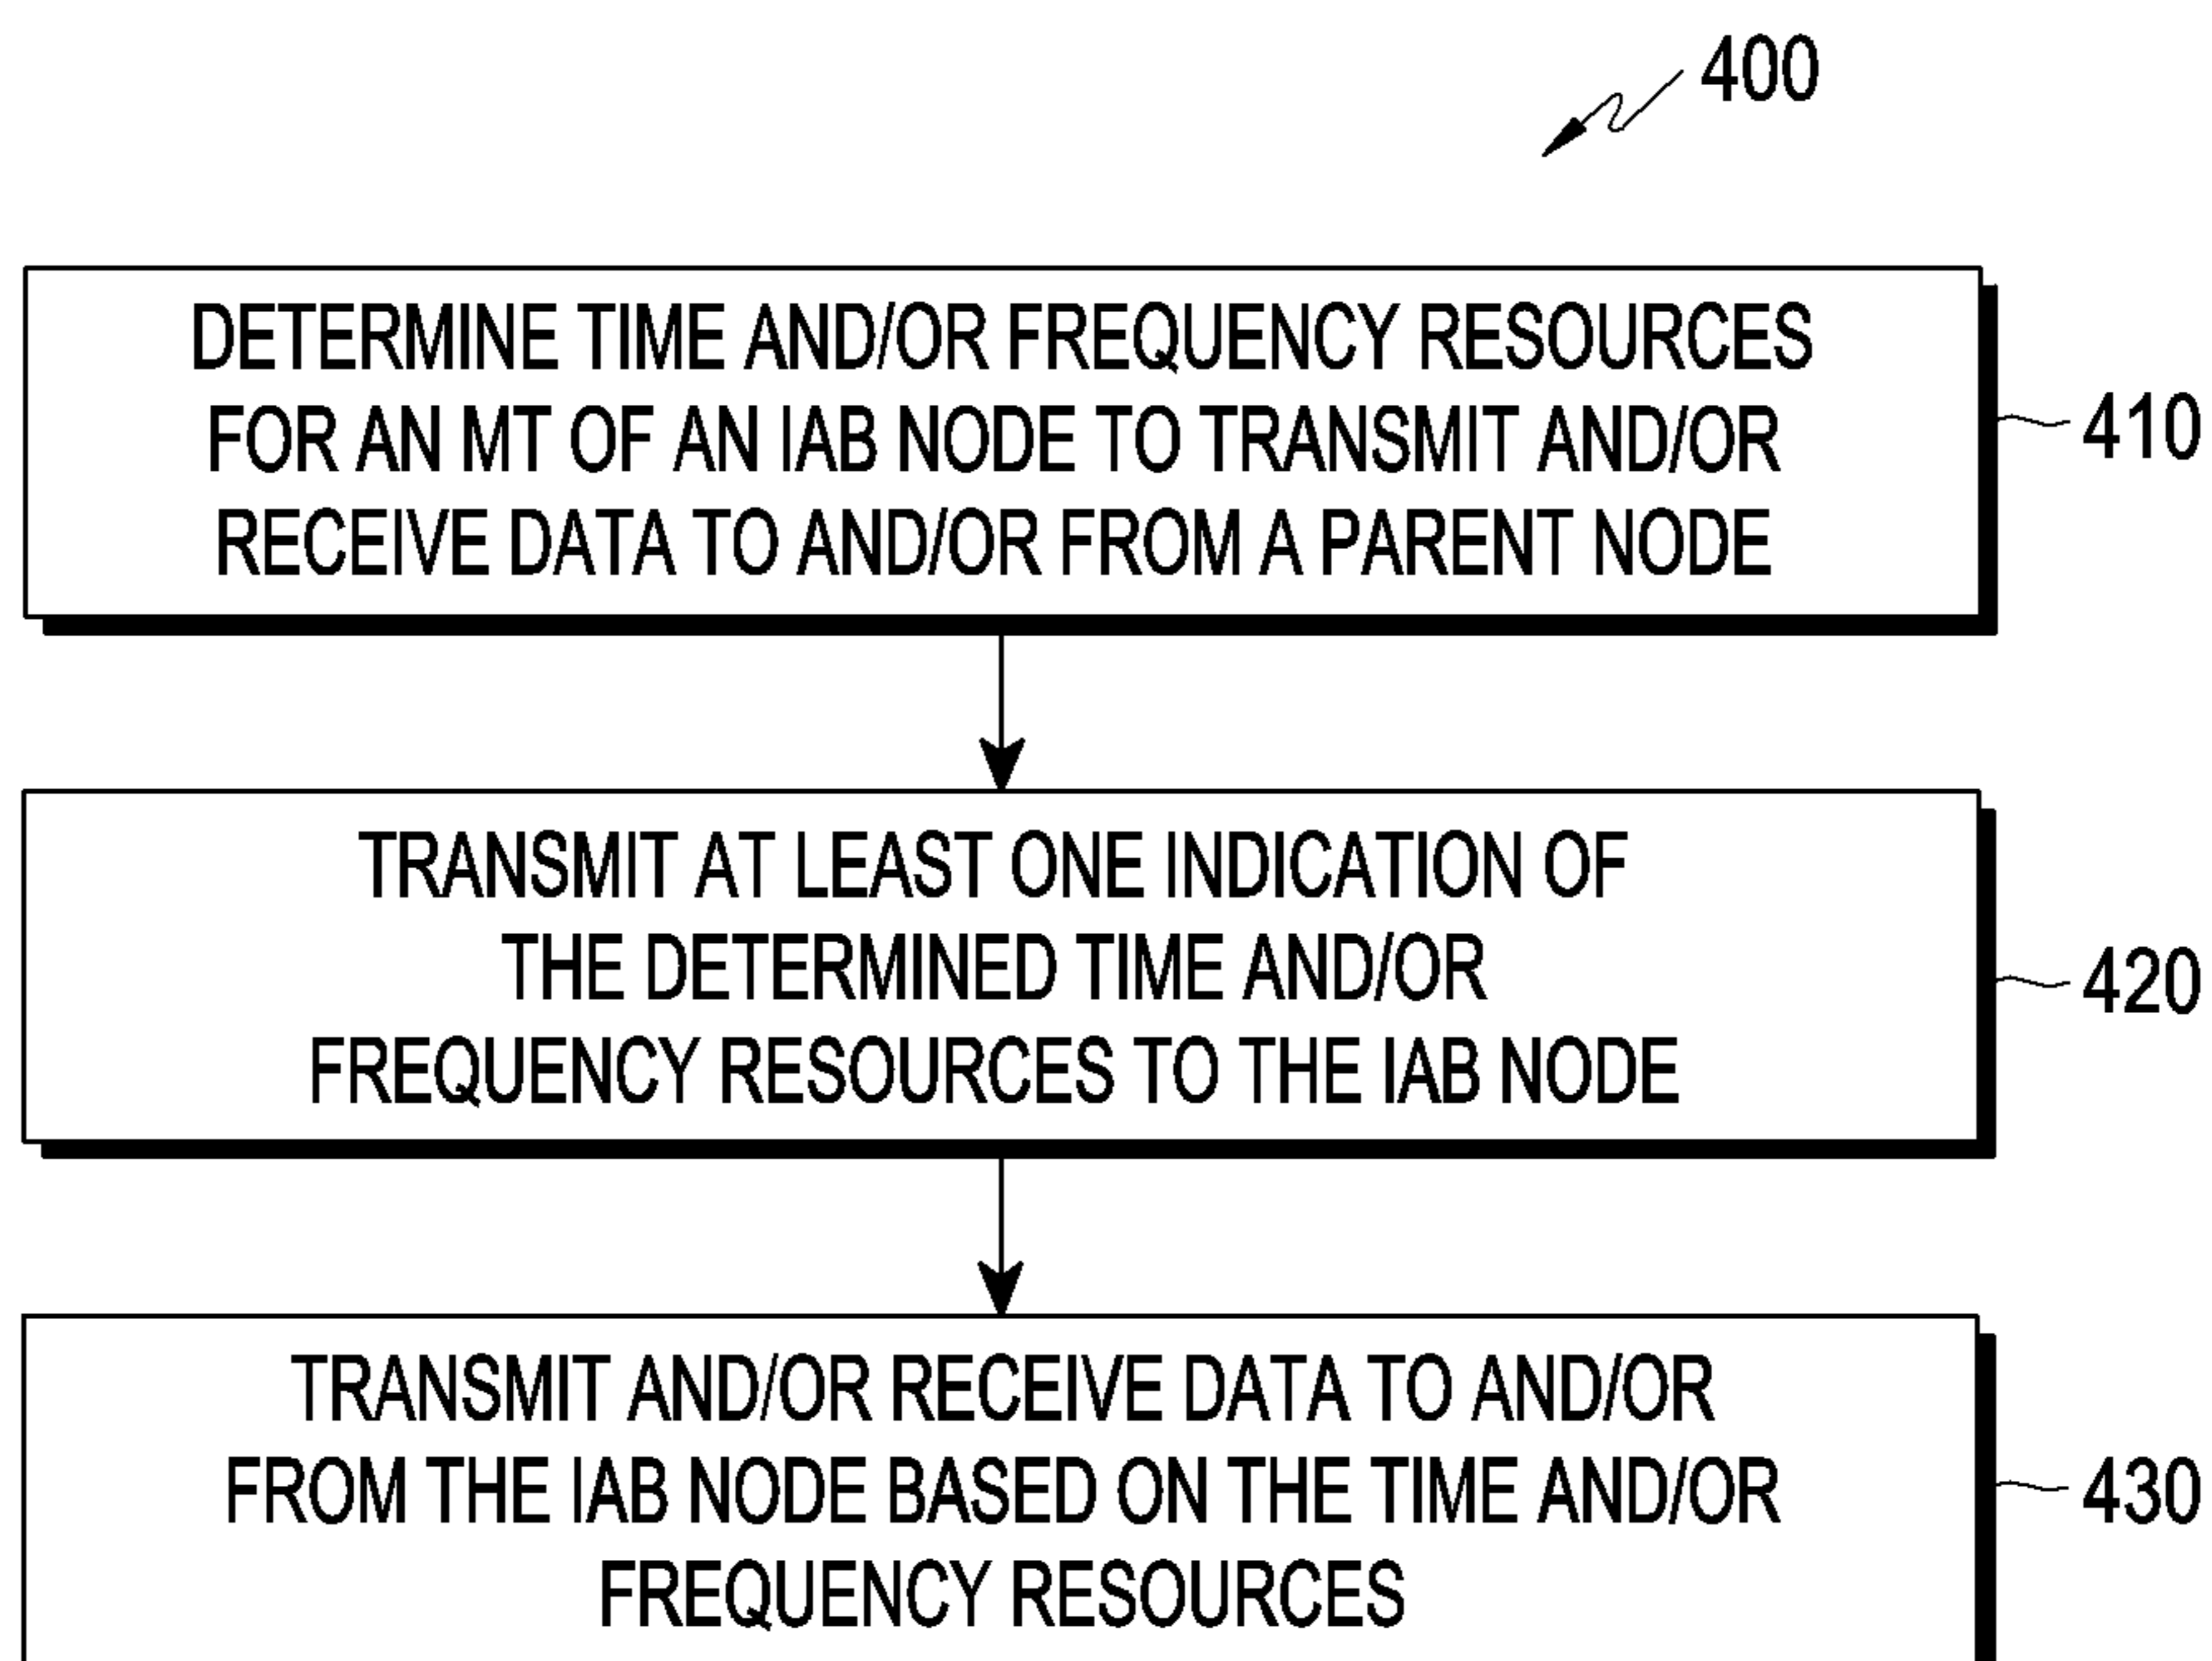 400
DETERMINE TIME AND/OR FREQUENCY RESOURCES
FOR AN MT OF AN IAB NODE TO TRANSMIT AND/OR
RECEIVE DATA TO AND/OR FROM A PARENT NODE
410
TRANSMIT AT LEAST ONE INDICATION OF
THE DETERMINED TIME AND/OR
FREQUENCY RESOURCES TO THE IAB NODE
420
TRANSMIT AND/OR RECEIVE DATA TO AND/OR
FROM THE IAB NODE BASED ON THE TIME AND/OR
FREQUENCY RESOURCES
430